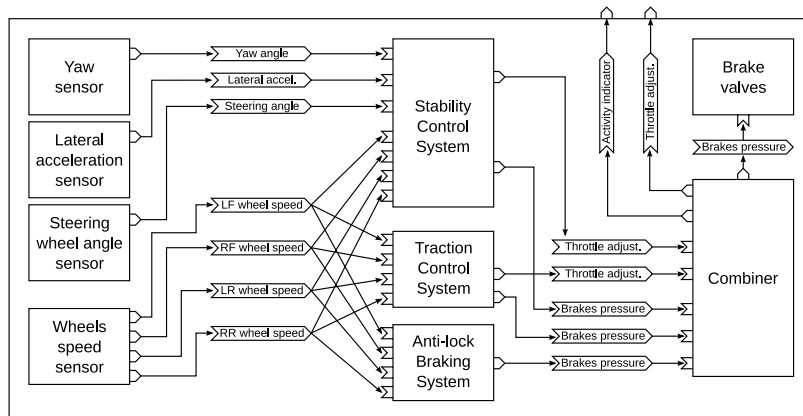 Yaw
sensor
Lateral
acceleration
sensor
Steering
wheel angle
sensor
Wheels
speed
sensor
Yaw angle
Lateral accel.
Steering angle
LF wheel speed
RF wheel speed
LR wheel speed
RR wheel speed
Stability
Control
System
Traction
Control
System
Anti-lock
Braking
System
Throttle adjust.
Throttle adjust.
Brakes pressure
Brakes pressure
Brakes pressure
Activity indicator
Throttle adjust.
Brake
valves
Brakes pressure
Combiner